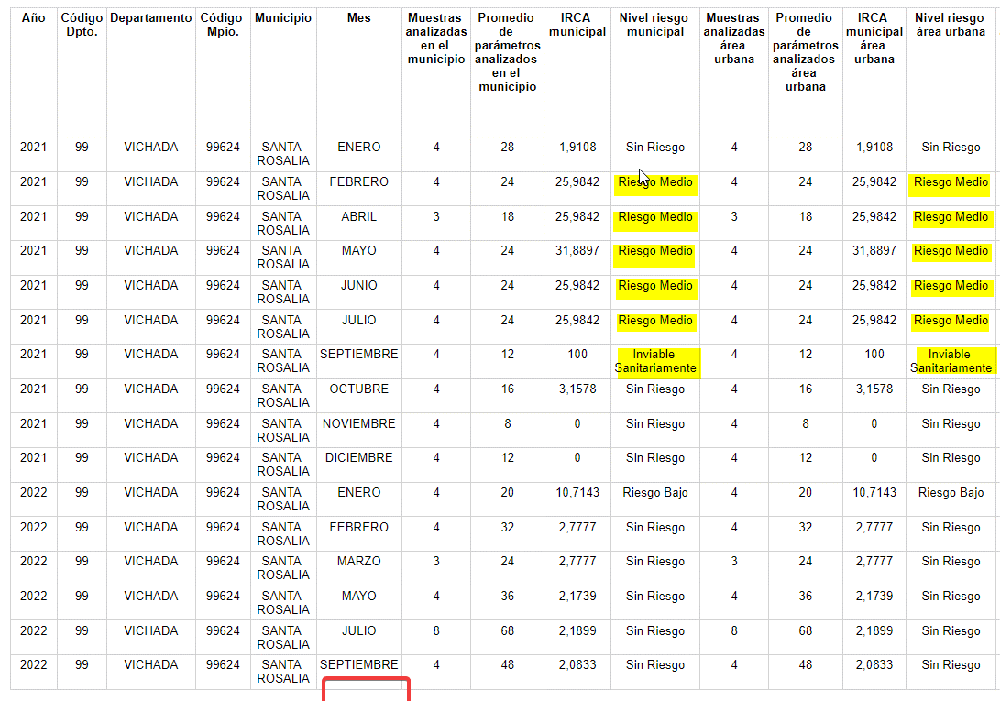 Año Código Dpto. Departamento Código Mpio. Municipio Mes Muestras analizadas en el municipio Promedio de parámetros analizados en el municipio IRCA municipal Nivel riesgo municipal Muestras analizadas área urbana Promedio de parámetros analizados área urbana IRCA municipal área urbana Nivel riesgo área urbana
2021 99 VICHADA 99624 SANTA ROSALIA ENERO 4 28 1,9108 Sin Riesgo 4 28 1,9108 Sin Riesgo
2021 99 VICHADA 99624 SANTA ROSALIA FEBRERO 4 24 25,9842 Riesgo Medio 4 24 25,9842 Riesgo Medio
2021 99 VICHADA 99624 SANTA ROSALIA ABRIL 3 18 25,9842 Riesgo Medio 3 18 25,9842 Riesgo Medio
2021 99 VICHADA 99624 SANTA ROSALIA MAYO 4 24 31,8897 Riesgo Medio 4 24 31,8897 Riesgo Medio
2021 99 VICHADA 99624 SANTA ROSALIA JUNIO 4 24 25,9842 Riesgo Medio 4 24 25,9842 Riesgo Medio
2021 99 VICHADA 99624 SANTA ROSALIA JULIO 4 24 25,9842 Riesgo Medio 4 24 25,9842 Riesgo Medio
2021 99 VICHADA 99624 SANTA ROSALIA SEPTIEMBRE 4 12 100 Inviable Sanitariamente 4 12 100 Inviable Sanitariamente
2021 99 VICHADA 99624 SANTA ROSALIA OCTUBRE 4 16 3,1578 Sin Riesgo 4 16 3,1578 Sin Riesgo
2021 99 VICHADA 99624 SANTA ROSALIA NOVIEMBRE 4 8 0 Sin Riesgo 4 8 0 Sin Riesgo
2021 99 VICHADA 99624 SANTA ROSALIA DICIEMBRE 4 12 0 Sin Riesgo 4 12 0 Sin Riesgo
2022 99 VICHADA 99624 SANTA ROSALIA ENERO 4 20 10,7143 Riesgo Bajo 4 20 10,7143 Riesgo Bajo
2022 99 VICHADA 99624 SANTA ROSALIA FEBRERO 4 32 2,7777 Sin Riesgo 4 32 2,7777 Sin Riesgo
2022 99 VICHADA 99624 SANTA ROSALIA MARZO 3 24 2,7777 Sin Riesgo 3 24 2,7777 Sin Riesgo
2022 99 VICHADA 99624 SANTA ROSALIA MAYO 4 36 2,1739 Sin Riesgo 4 36 2,1739 Sin Riesgo
2022 99 VICHADA 99624 SANTA ROSALIA JULIO 8 68 2,1899 Sin Riesgo 8 68 2,1899 Sin Riesgo
2022 99 VICHADA 99624 SANTA ROSALIA SEPTIEMBRE 4 48 2,0833 Sin Riesgo 4 48 2,0833 Sin Riesgo